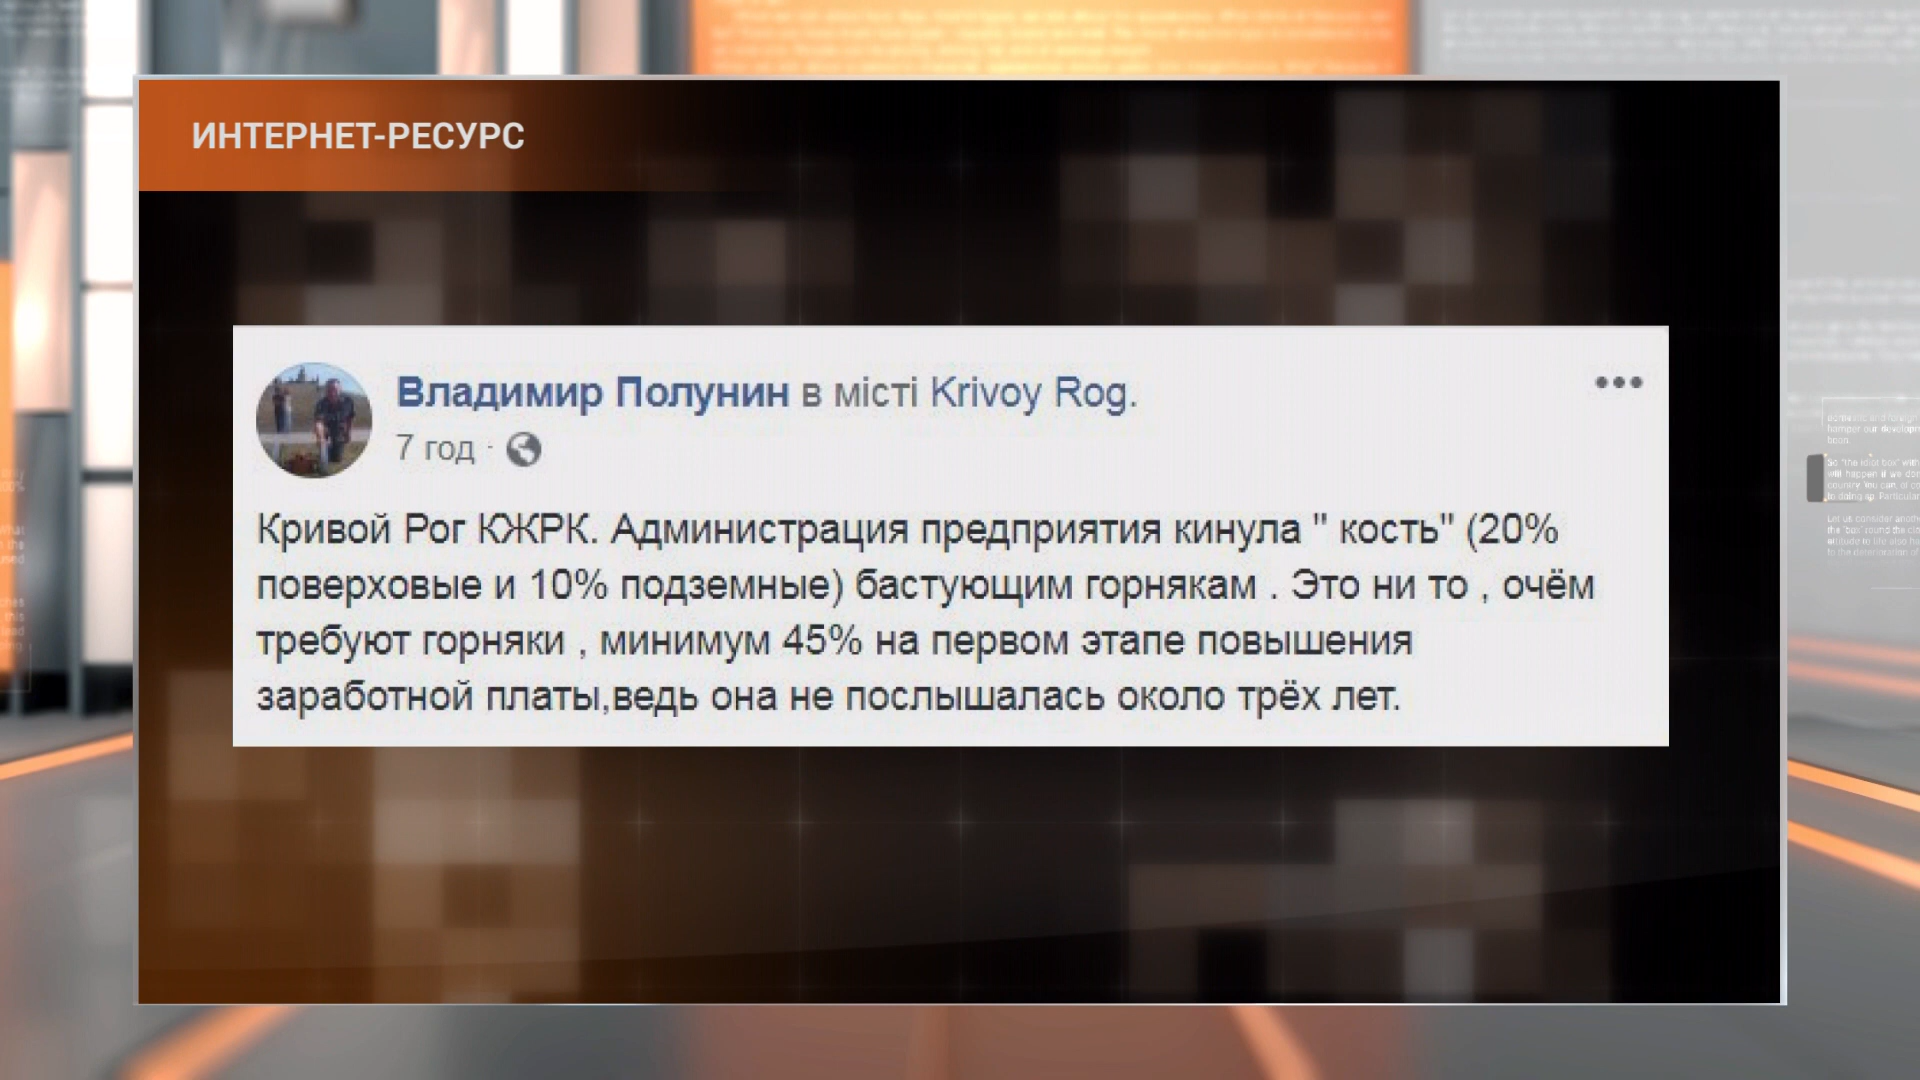 ИНТЕРНЕТ-РЕСУРС
Владимир Полунин в місті Krivoy Rog.
7 год ·
Кривой Рог КЖРК. Администрация предприятия кинула " кость" (20%
поверховые и 10% подземные) бастующим горнякам . Это ни то , очём
требуют горняки , минимум 45% на первом этапе повышения
заработной платы,ведь она не послышалась около трёх лет.